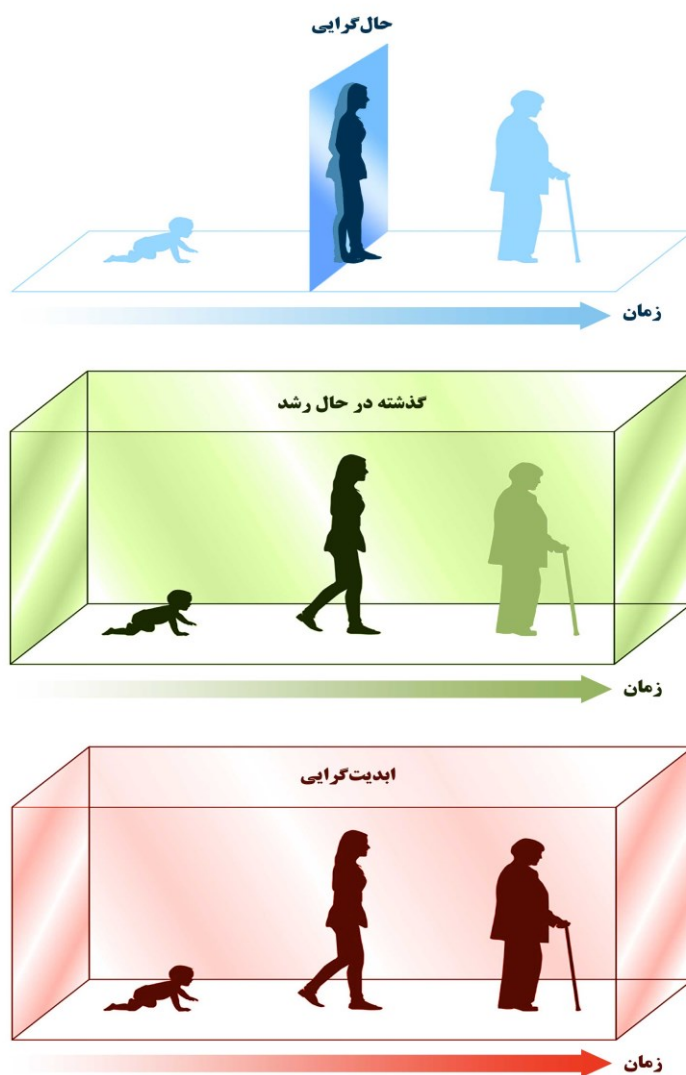 حال‌گرایی
زمان
گذشته در حال رشد
زمان
ابدیت‌گرایی
زمان